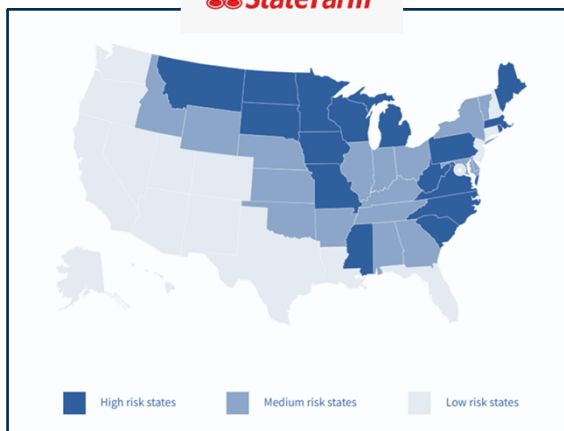 StateFarm
High risk states
Medium risk states
Low risk states